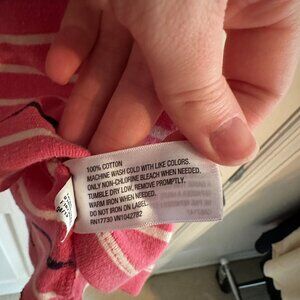 100% COTTON
MACHINE WASH COLD WITH LIKE COLORS.
ONLY NON-CHLORINE BLEACH WHEN NEEDED.
TUMBLE DRY LOW. REMOVE PROMPTLY.
WARM IRON WHEN NEEDED.
DO NOT IRON ON LABEL.
RN17730 VN1042782